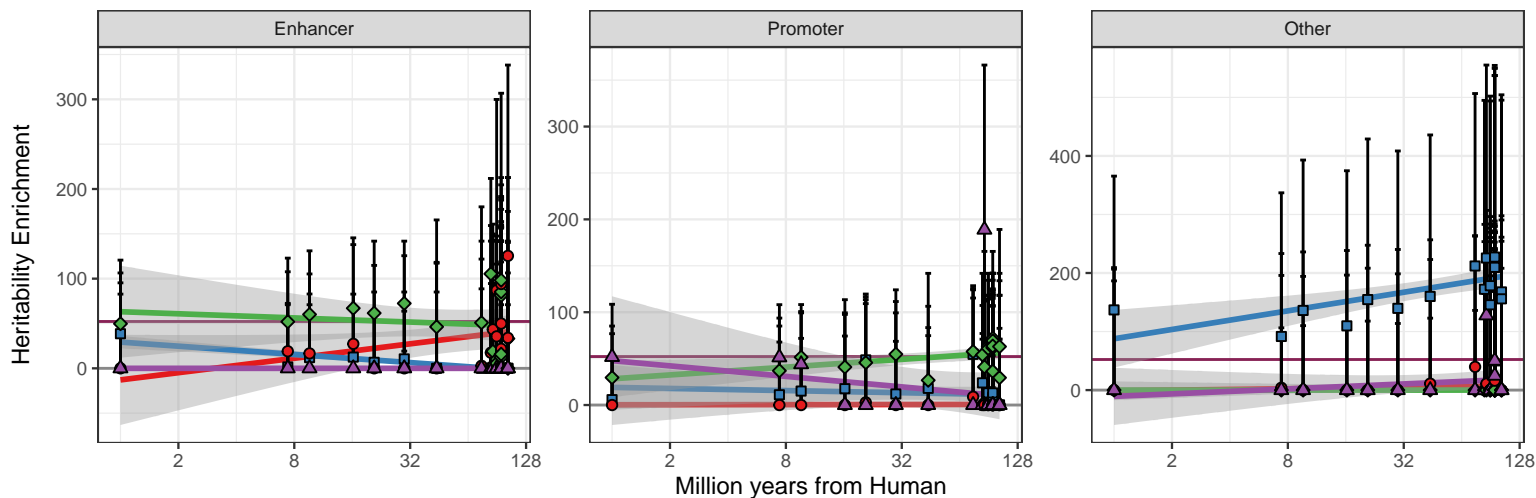 Enhancer
Promoter
Other
Heritability Enrichment
300
200
100
0
300
200
100
0
400
200
0
2 8 32 128
2 8 32 128
2 8 32 128
Million years from Human